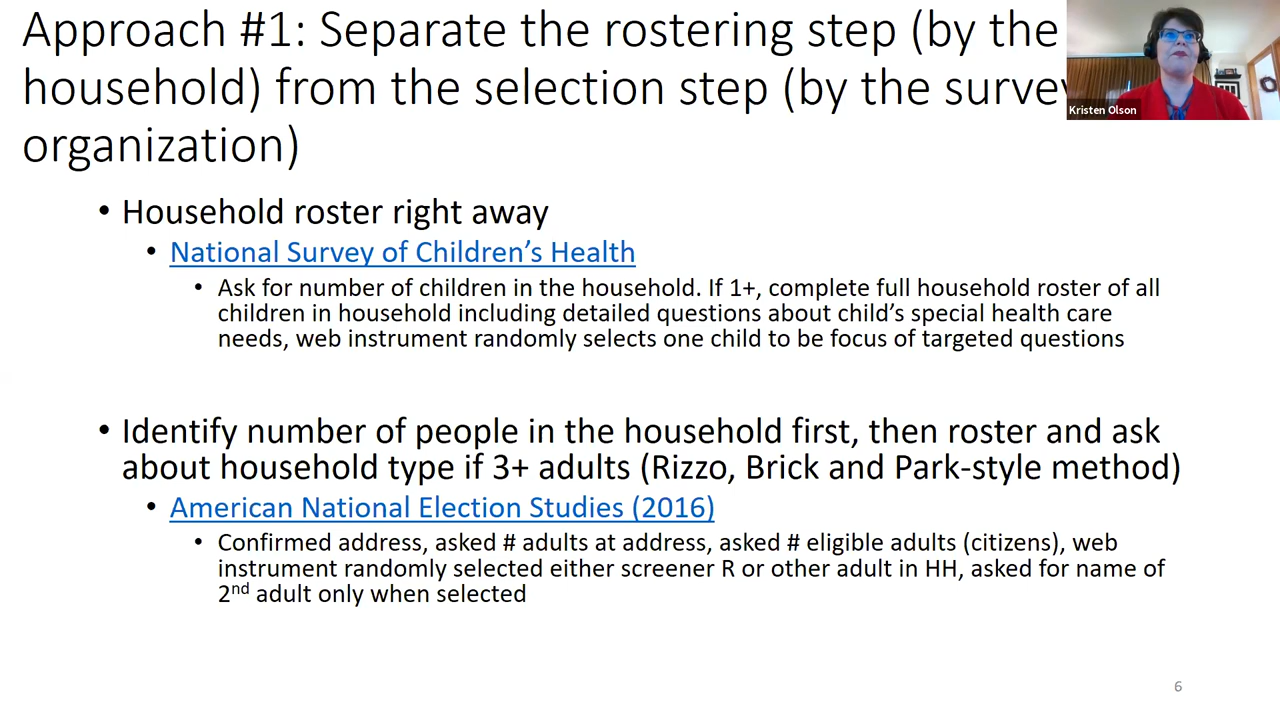 Approach #1: Separate the rostering step (by the
household) from the selection step (by the survey
organization)
Kristen Olson
• Household roster right away
• National Survey of Children's Health
• Ask for number of children in the household. If 1+, complete full household roster of all
children in household including detailed questions about child's special health care
needs, web instrument randomly selects one child to be focus of targeted questions
• Identify number of people in the household first, then roster and ask
about household type if 3+ adults (Rizzo, Brick and Park-style method)
• American National Election Studies (2016)
• Confirmed address, asked # adults at address, asked # eligible adults (citizens), web
instrument randomly selected either screener R or other adult in HH, asked for name of
2nd adult only when selected
6